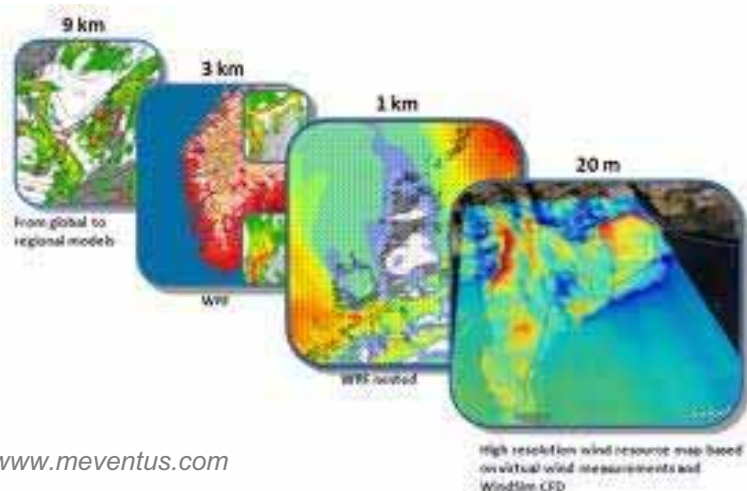 9 km
3 km
1 km
20 m
From global to
regional models
WRF
WRF nested
www.meventus.com
High resolution wind resource map based
on virtual wind measurements and
WindSim CFD